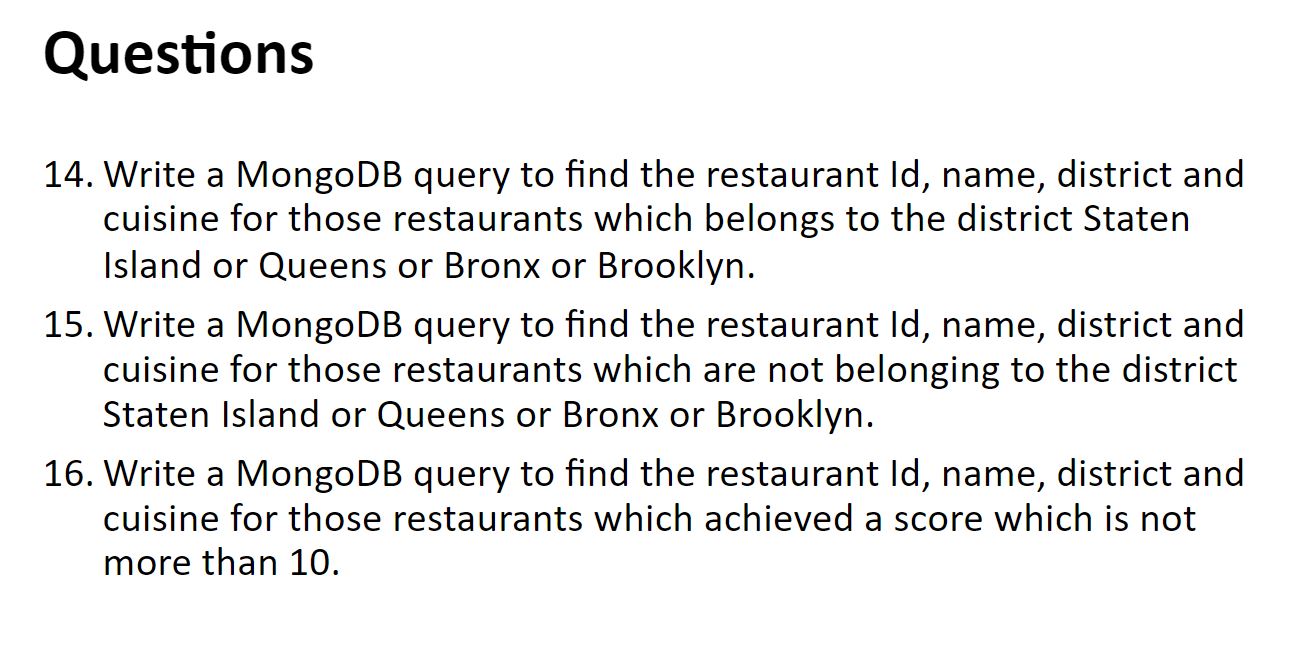 Questions
14. Write a MongoDB query to find the restaurant Id, name, district and
cuisine for those restaurants which belongs to the district Staten
Island or Queens or Bronx or Brooklyn.
15. Write a MongoDB query to find the restaurant Id, name, district and
cuisine for those restaurants which are not belonging to the district
Staten Island or Queens or Bronx or Brooklyn.
16. Write a MongoDB query to find the restaurant Id, name, district and
cuisine for those restaurants which achieved a score which is not
more than 10.